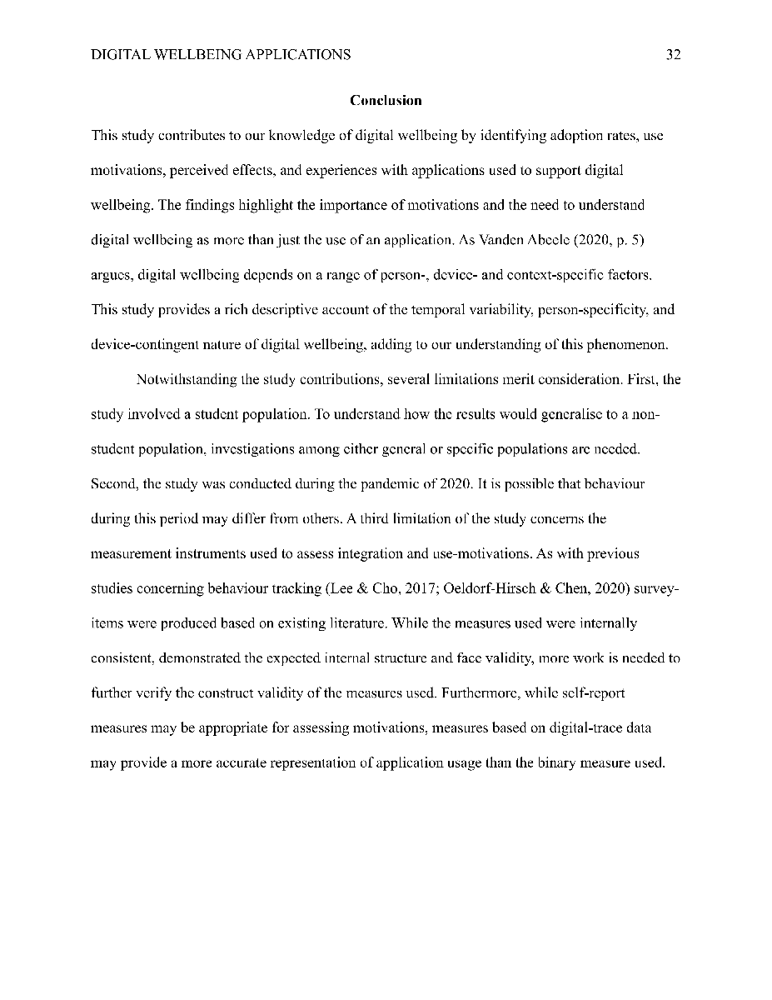 DIGITAL WELLBEING APPLICATIONS 32
Conclusion
This study contributes to our knowledge of digital wellbeing by identifying adoption rates, use
motivations, perceived effects, and experiences with applications used to support digital
wellbeing. The findings highlight the importance of motivations and the need to understand
digital wellbeing as more than just the use of an application. As Vanden Abeele (2020, p. 5)
argues, digital wellbeing depends on a range of person-, device- and context-specific factors.
This study provides a rich descriptive account of the temporal variability, person-specificity, and
device-contingent nature of digital wellbeing, adding to our understanding of this phenomenon.
Notwithstanding the study contributions, several limitations merit consideration. First, the
study involved a student population. To understand how the results would generalise to a non-
student population, investigations among either general or specific populations are needed.
Second, the study was conducted during the pandemic of 2020. It is possible that behaviour
during this period may differ from others. A third limitation of the study concerns the
measurement instruments used to assess integration and use-motivations. As with previous
studies concerning behaviour tracking (Lee & Cho, 2017; Oeldorf-Hirsch & Chen, 2020) survey-
items were produced based on existing literature. While the measures used were internally
consistent, demonstrated the expected internal structure and face validity, more work is needed to
further verify the construct validity of the measures used. Furthermore, while self-report
measures may be appropriate for assessing motivations, measures based on digital-trace data
may provide a more accurate representation of application usage than the binary measure used.